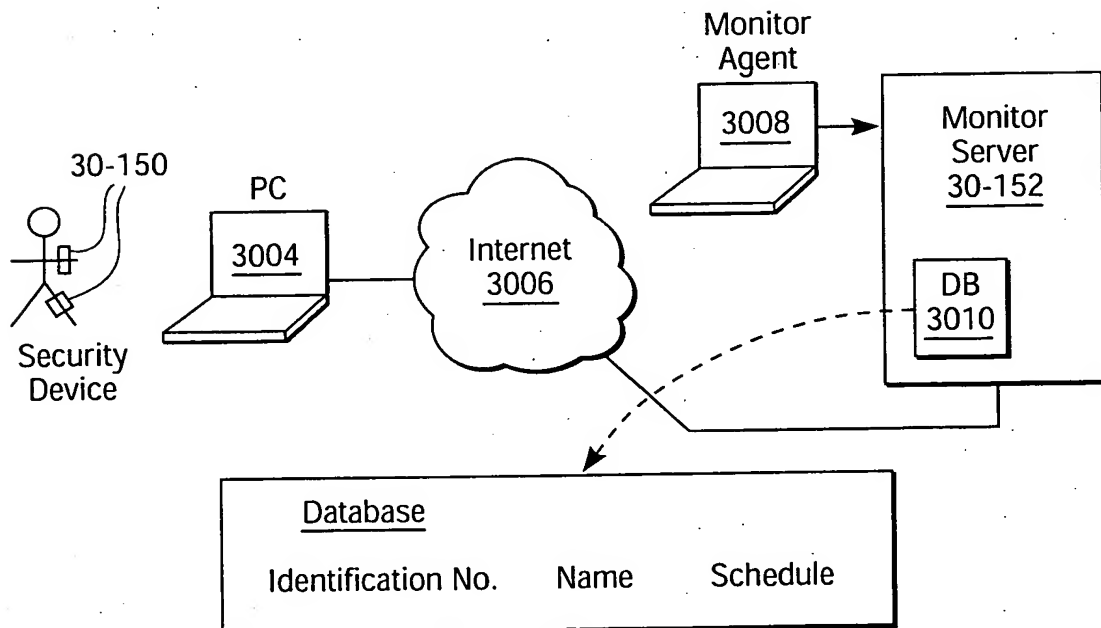 Monitor
Agent
3008
Monitor
Server
30-152
30-150
PC
3004
Internet
3006
DB
3010
Security
Device
Database
Identification No. Name Schedule